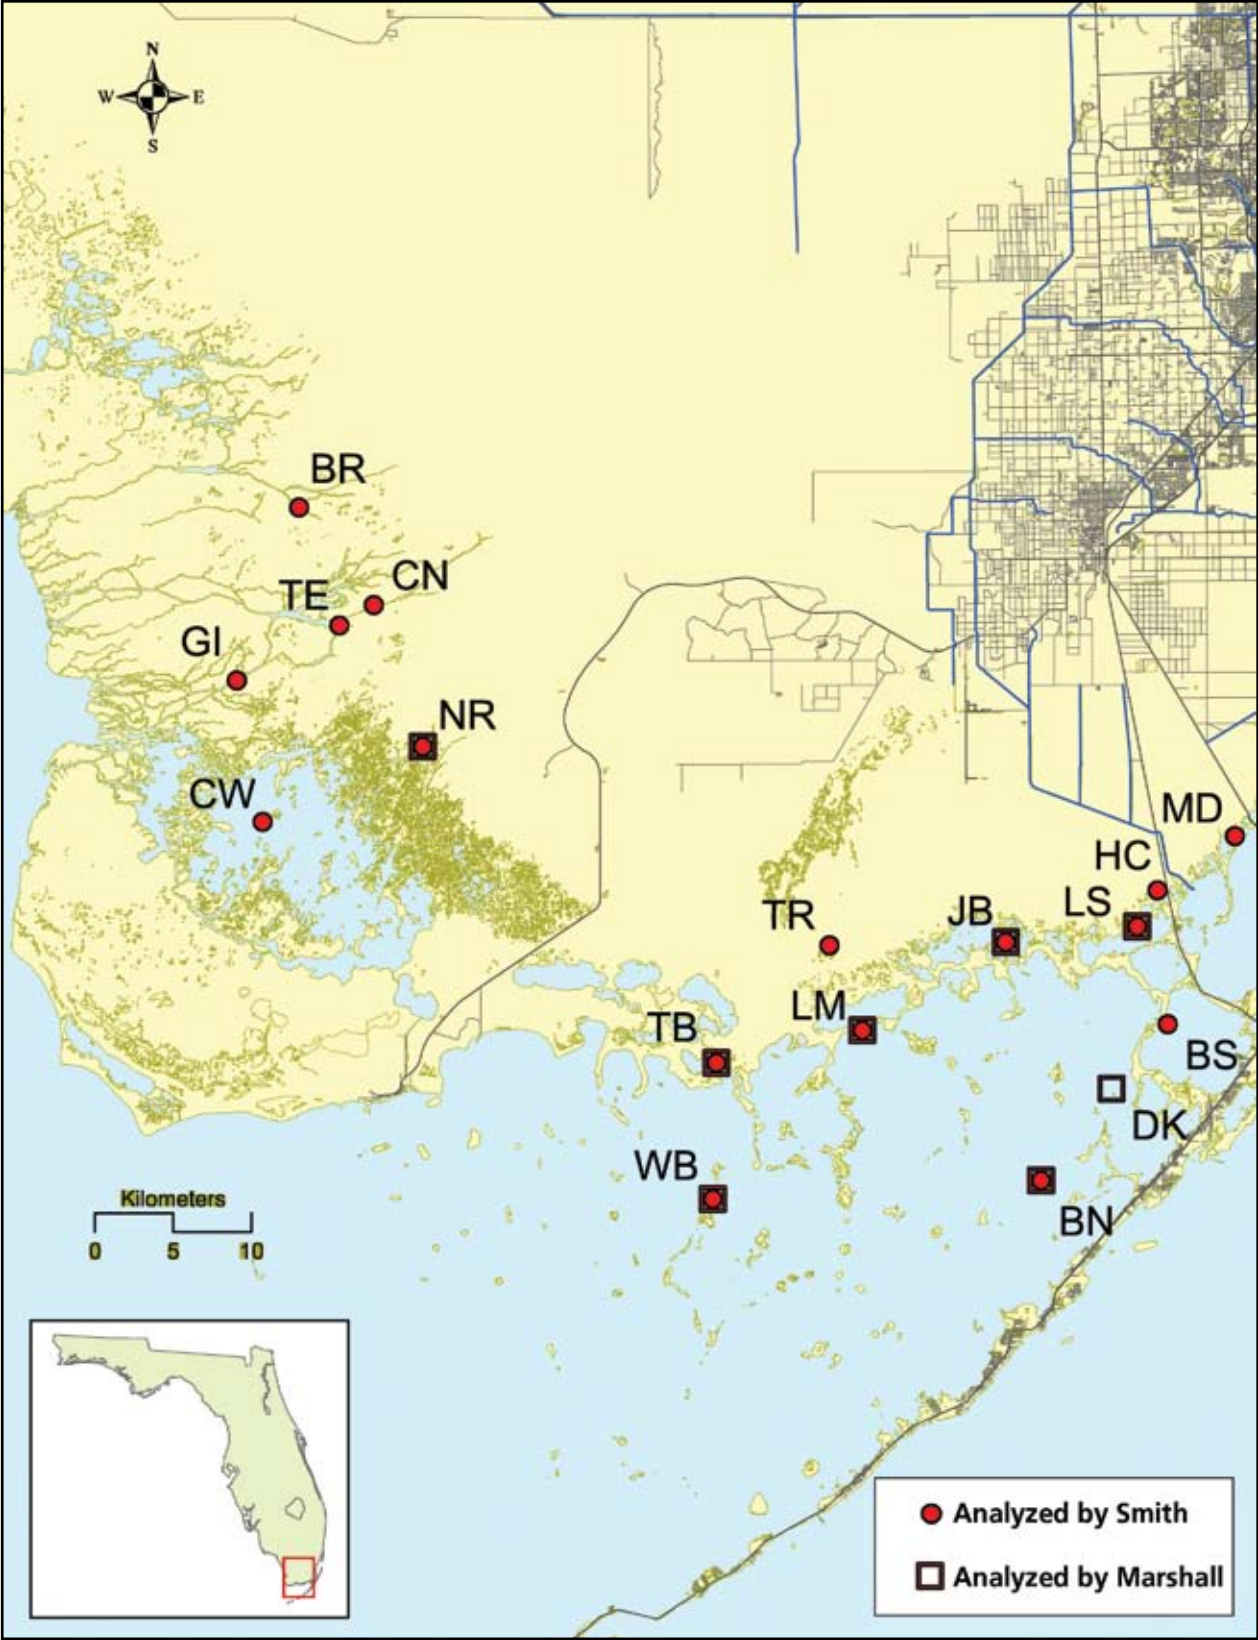 N
W E
S
BR
CN
TE
GI
NR
CW
MD
HC
LS
JB
TR
LM
TB
BS
DK
WB
BN
Kilometers
0 5 10
Analyzed by Smith
Analyzed by Marshall